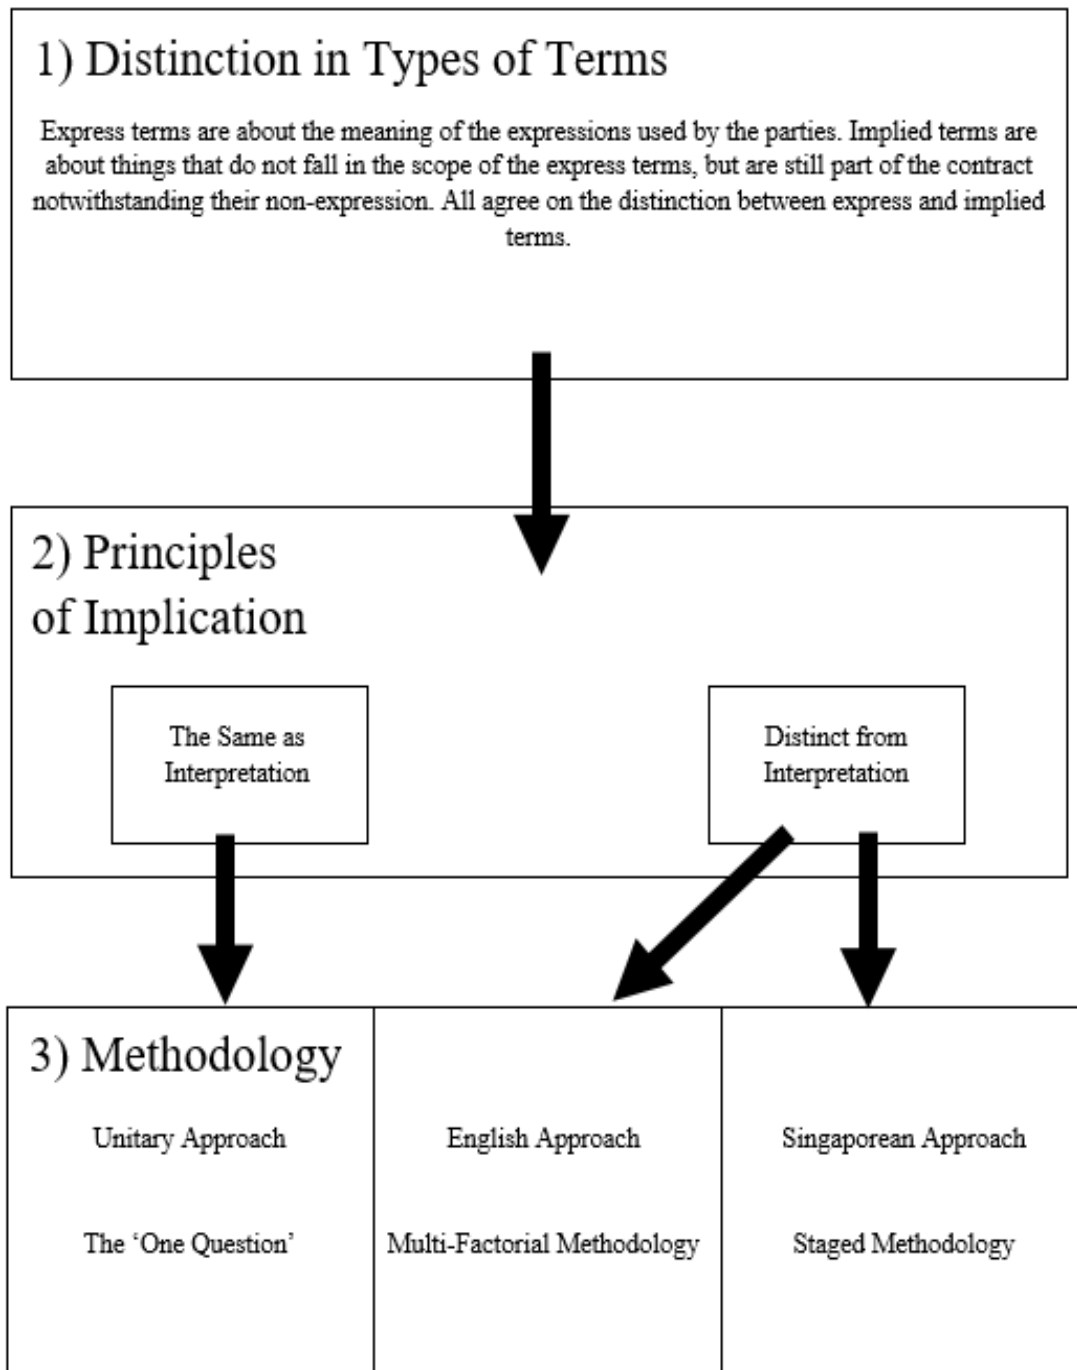 1) Distinction in Types of Terms
Express terms are about the meaning of the expressions used by the parties. Implied terms are
about things that do not fall in the scope of the express terms, but are still part of the contract
notwithstanding their non-expression. All agree on the distinction between express and implied
terms.
2) Principles
of Implication
The Same as
Interpretation
Distinct from
Interpretation
3) Methodology
Unitary Approach
The ‘One Question’
English Approach
Multi-Factorial Methodology
Singaporean Approach
Staged Methodology